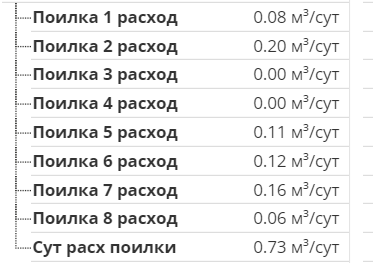 Поилка 1 расход 0.08 м³/сут
Поилка 2 расход 0.20 м³/сут
Поилка 3 расход 0.00 м³/сут
Поилка 4 расход 0.00 м³/сут
Поилка 5 расход 0.11 м³/сут
Поилка 6 расход 0.12 м³/сут
Поилка 7 расход 0.16 м³/сут
Поилка 8 расход 0.06 м³/сут
Сут расх поилки 0.73 м³/сут